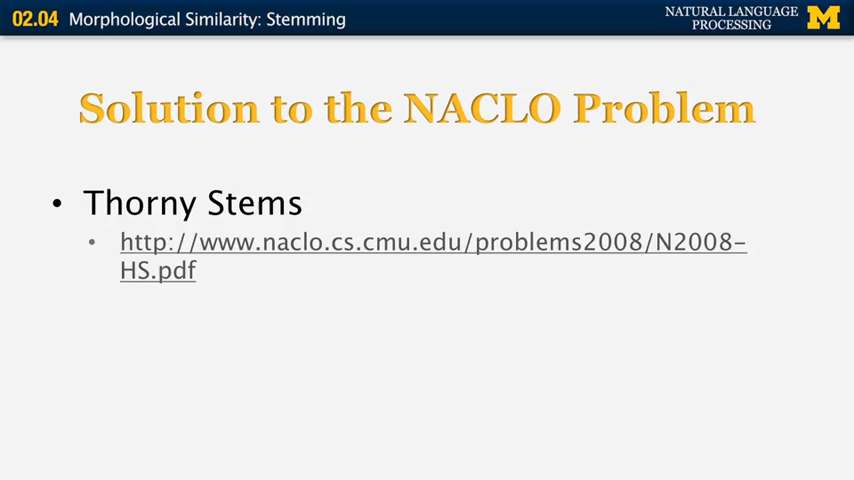 02.04 Morphological Similarity: Stemming
NATURAL LANGUAGE
PROCESSING
M
Solution to the NACLO Problem
• Thorny Stems
• http://www.naclo.cs.cmu.edu/problems2008/N2008-
HS.pdf